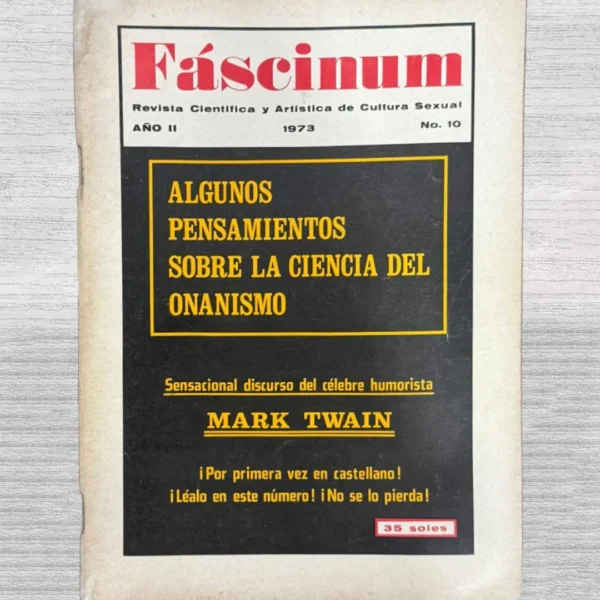 Fáscinum
Revista Científica y Artística de Cultura Sexual
AÑO II 1973 No. 10
ALGUNOS
PENSAMIENTOS
SOBRE LA CIENCIA DEL
ONANISMO
Sensacional discurso del célebre humorista
MARK TWAIN
¡Por primera vez en castellano!
¡Léalo en este número! ¡No se lo pierda!
35 soles